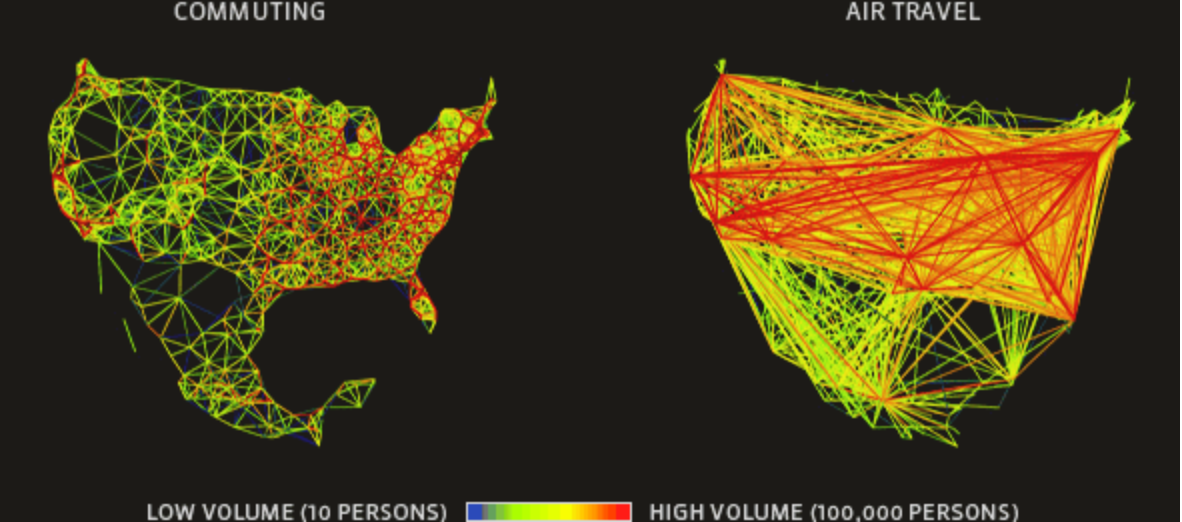 COMMUTING
AIR TRAVEL
LOW VOLUME (10 PERSONS)
HIGH VOLUME (100,000 PERSONS)